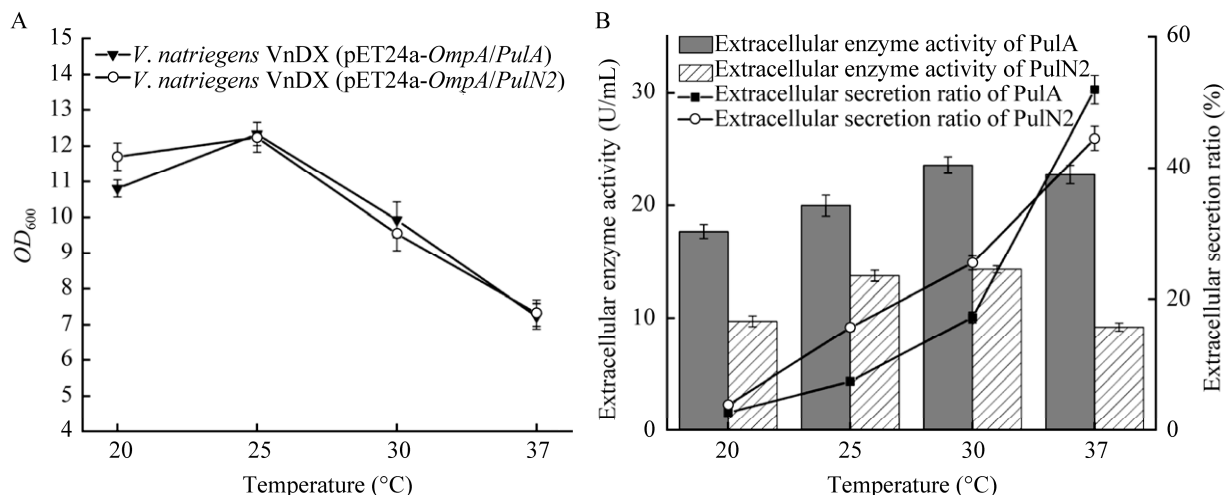 A
15
14
13
12
11
10
9
8
7
6
5
4
OD600
V. natriegens VnDX (pET24a-OmpA/PulA)
V. natriegens VnDX (pET24a-OmpA/PulN2)
20
25
30
37
Temperature (°C)
B
Extracellular enzyme activity (U/mL)
30
20
10
0
Extracellular enzyme activity of PulA
Extracellular enzyme activity of PulN2
Extracellular secretion ratio of PulA
Extracellular secretion ratio of PulN2
60
40
20
0
Extracellular secretion ratio (%)
20
25
30
37
Temperature (°C)